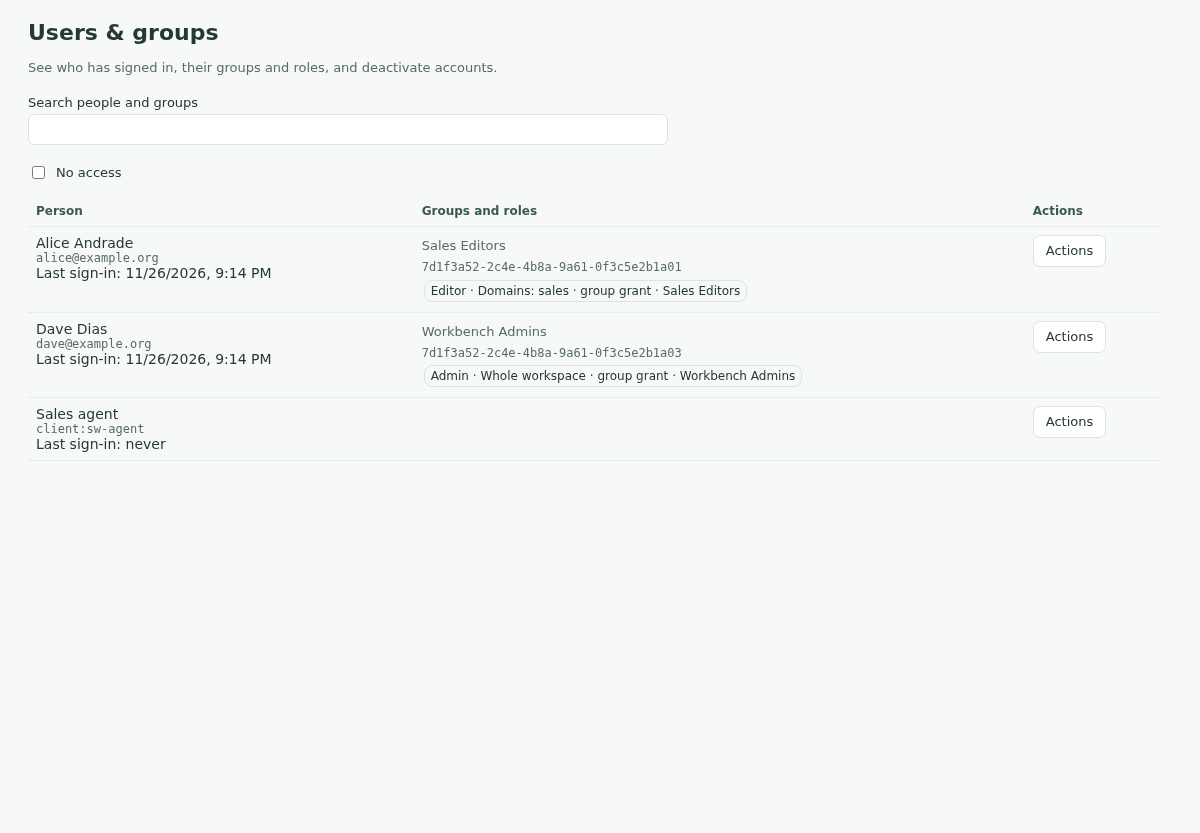 Users & groups
See who has signed in, their groups and roles, and deactivate accounts.
Search people and groups
No access
Person Groups and roles Actions
Alice Andrade
alice@example.org
Last sign-in: 11/26/2026, 9:14 PM
Sales Editors
7d1f3a52-2c4e-4b8a-9a61-0f3c5e2b1a01
Editor · Domains: sales · group grant · Sales Editors
Actions
Dave Dias
dave@example.org
Last sign-in: 11/26/2026, 9:14 PM
Workbench Admins
7d1f3a52-2c4e-4b8a-9a61-0f3c5e2b1a03
Admin · Whole workspace · group grant · Workbench Admins
Actions
Sales agent
client:sw-agent
Last sign-in: never
Actions